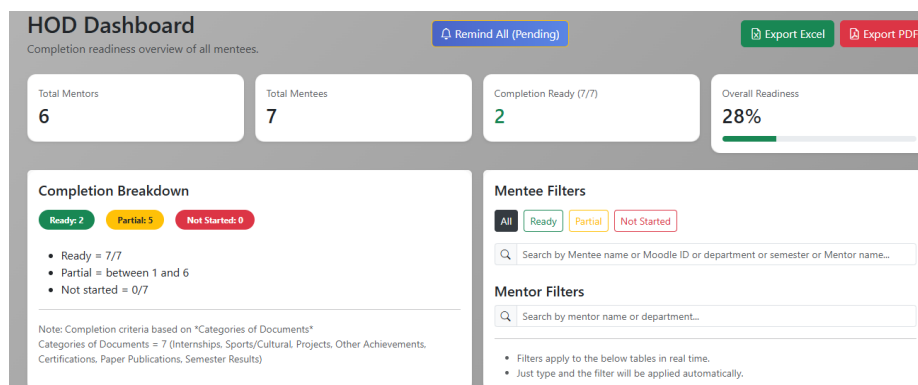 HOD Dashboard
Completion readiness overview of all mentees.
Remind All (Pending)
Export Excel
Export PDF
Total Mentors
6
Total Mentees
7
Completion Ready (7/7)
2
Overall Readiness
28%
Completion Breakdown
Ready: 2
Partial: 5
Not Started: 0
• Ready = 7/7
• Partial = between 1 and 6
• Not started = 0/7
Note: Completion criteria based on *Categories of Documents*
Categories of Documents = 7 (Internships, Sports/Cultural, Projects, Other Achievements,
Certifications, Paper Publications, Semester Results)
Mentee Filters
All
Ready
Partial
Not Started
Search by Mentee name or Moodle ID or department or semester or Mentor name...
Mentor Filters
Search by mentor name or department...
• Filters apply to the below tables in real time.
• Just type and the filter will be applied automatically.